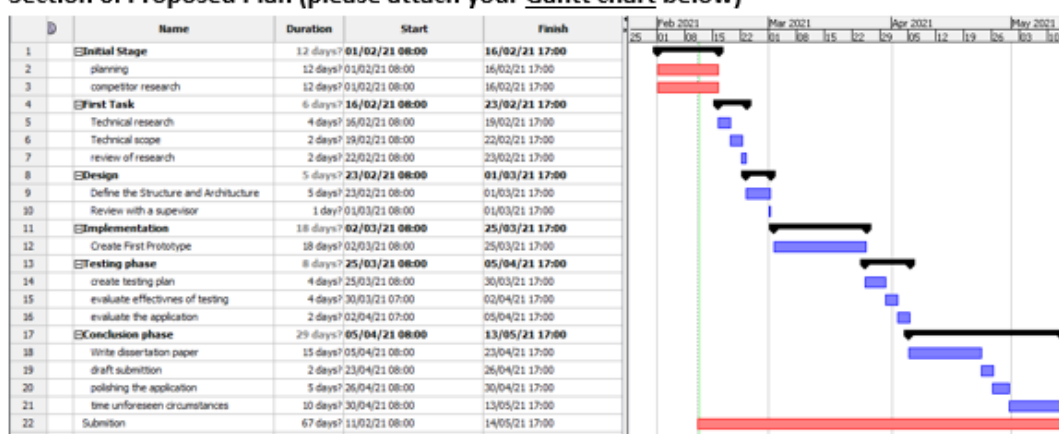 Section 6: Proposed Plan (please attach your Gantt chart below)
Name Duration Start Finish Feb 2021 Mar 2021 Apr 2021 May 2021
25 01 08 15 22 01 08 15 22 29 05 12 19 26 03 10
1 Initial Stage 12 days? 01/02/21 08:00 16/02/21 17:00
2 planning 12 days? 01/02/21 08:00 16/02/21 17:00
3 competitor research 12 days? 01/02/21 08:00 16/02/21 17:00
4 First Task 6 days? 16/02/21 08:00 23/02/21 17:00
5 Technical research 4 days? 16/02/21 08:00 19/02/21 17:00
6 Technical scope 2 days? 19/02/21 08:00 22/02/21 17:00
7 review of research 2 days? 22/02/21 08:00 23/02/21 17:00
8 Design 5 days? 23/02/21 08:00 01/03/21 17:00
9 Define the Structure and Architucture 5 days? 23/02/21 08:00 01/03/21 17:00
10 Review with a supevisor 1 day? 01/03/21 08:00 01/03/21 17:00
11 Implementation 18 days? 02/03/21 08:00 25/03/21 17:00
12 Create First Prototype 18 days? 02/03/21 08:00 25/03/21 17:00
13 Testing phase 8 days? 25/03/21 08:00 05/04/21 17:00
14 create testing plan 4 days? 25/03/21 08:00 30/03/21 17:00
15 evaluate effectivnes of testing 4 days? 30/03/21 07:00 02/04/21 17:00
16 evaluate the application 2 days? 02/04/21 07:00 05/04/21 17:00
17 Conclusion phase 29 days? 05/04/21 08:00 13/05/21 17:00
18 Write dissertation paper 15 days? 05/04/21 08:00 23/04/21 17:00
19 draft submittion 2 days? 23/04/21 08:00 26/04/21 17:00
20 polishing the application 5 days? 26/04/21 08:00 30/04/21 17:00
21 time unforeseen circumstances 10 days? 30/04/21 08:00 13/05/21 17:00
22 Submition 67 days? 11/02/21 08:00 14/05/21 17:00